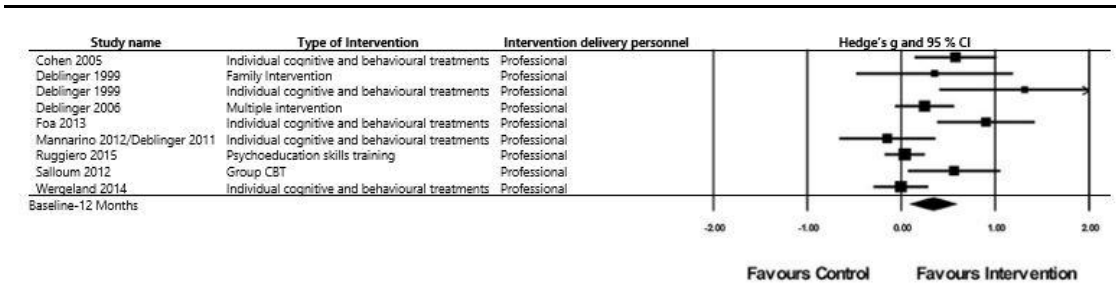 Study name Type of Intervention Intervention delivery personnel Hedge's g and 95 % CI
Cohen 2005 Individual cognitive and behavioural treatments Professional
Deblinger 1999 Family Intervention Professional
Deblinger 1999 Individual cognitive and behavioural treatments Professional
Deblinger 2006 Multiple intervention Professional
Foa 2013 Individual cognitive and behavioural treatments Professional
Mannarino 2012/Deblinger 2011 Individual cognitive and behavioural treatments Professional
Ruggiero 2015 Psychoeducation skills training Professional
Salloum 2012 Group CBT Professional
Wergeland 2014 Individual cognitive and behavioural treatments Professional
Baseline-12 Months
-2.00 -1.00 0.00 1.00 2.00
Favours Control Favours Intervention